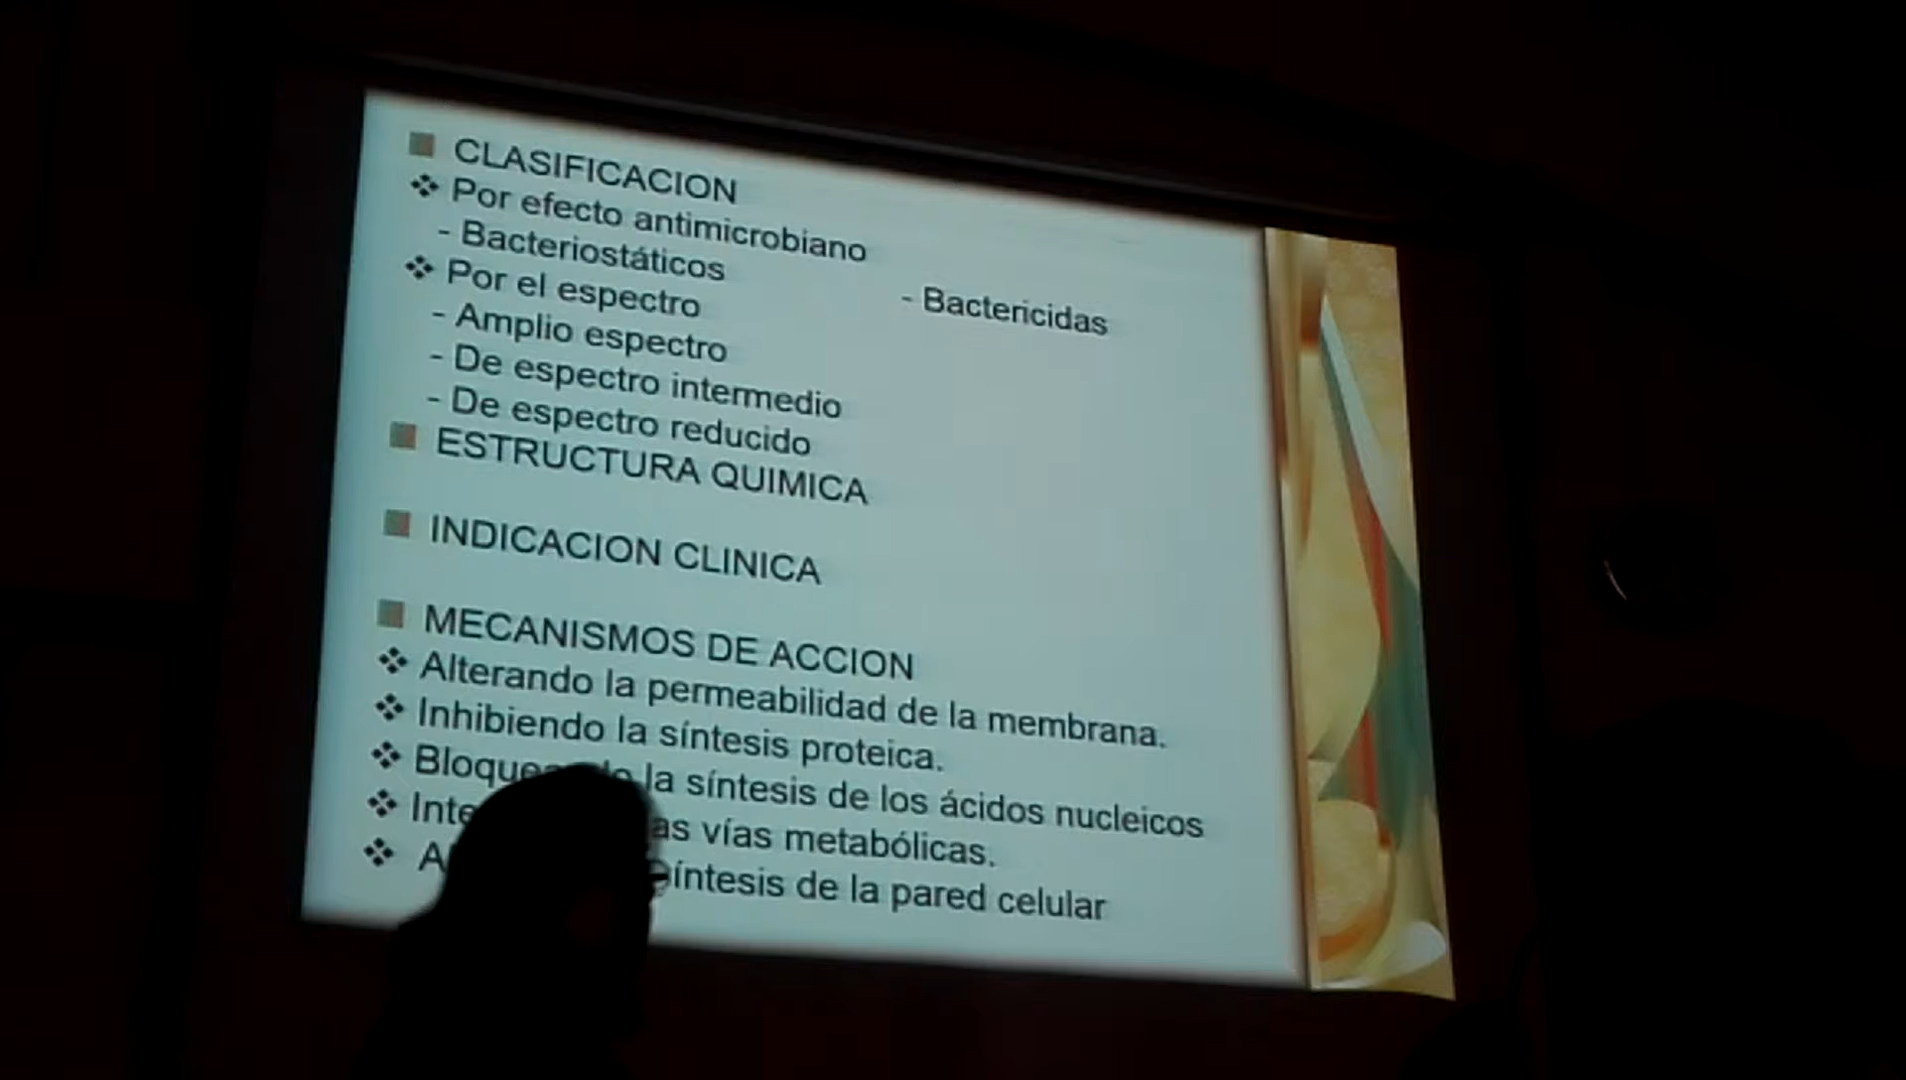 CLASIFICACION
Por efecto antimicrobiano
- Bacteriostáticos - Bactericidas
Por el espectro
- Amplio espectro
- De espectro intermedio
- De espectro reducido
ESTRUCTURA QUIMICA
INDICACION CLINICA
MECANISMOS DE ACCION
Alterando la permeabilidad de la membrana.
Inhibiendo la síntesis proteica.
la síntesis de los ácidos nucleicos
vías metabólicas.
síntesis de la pared celular